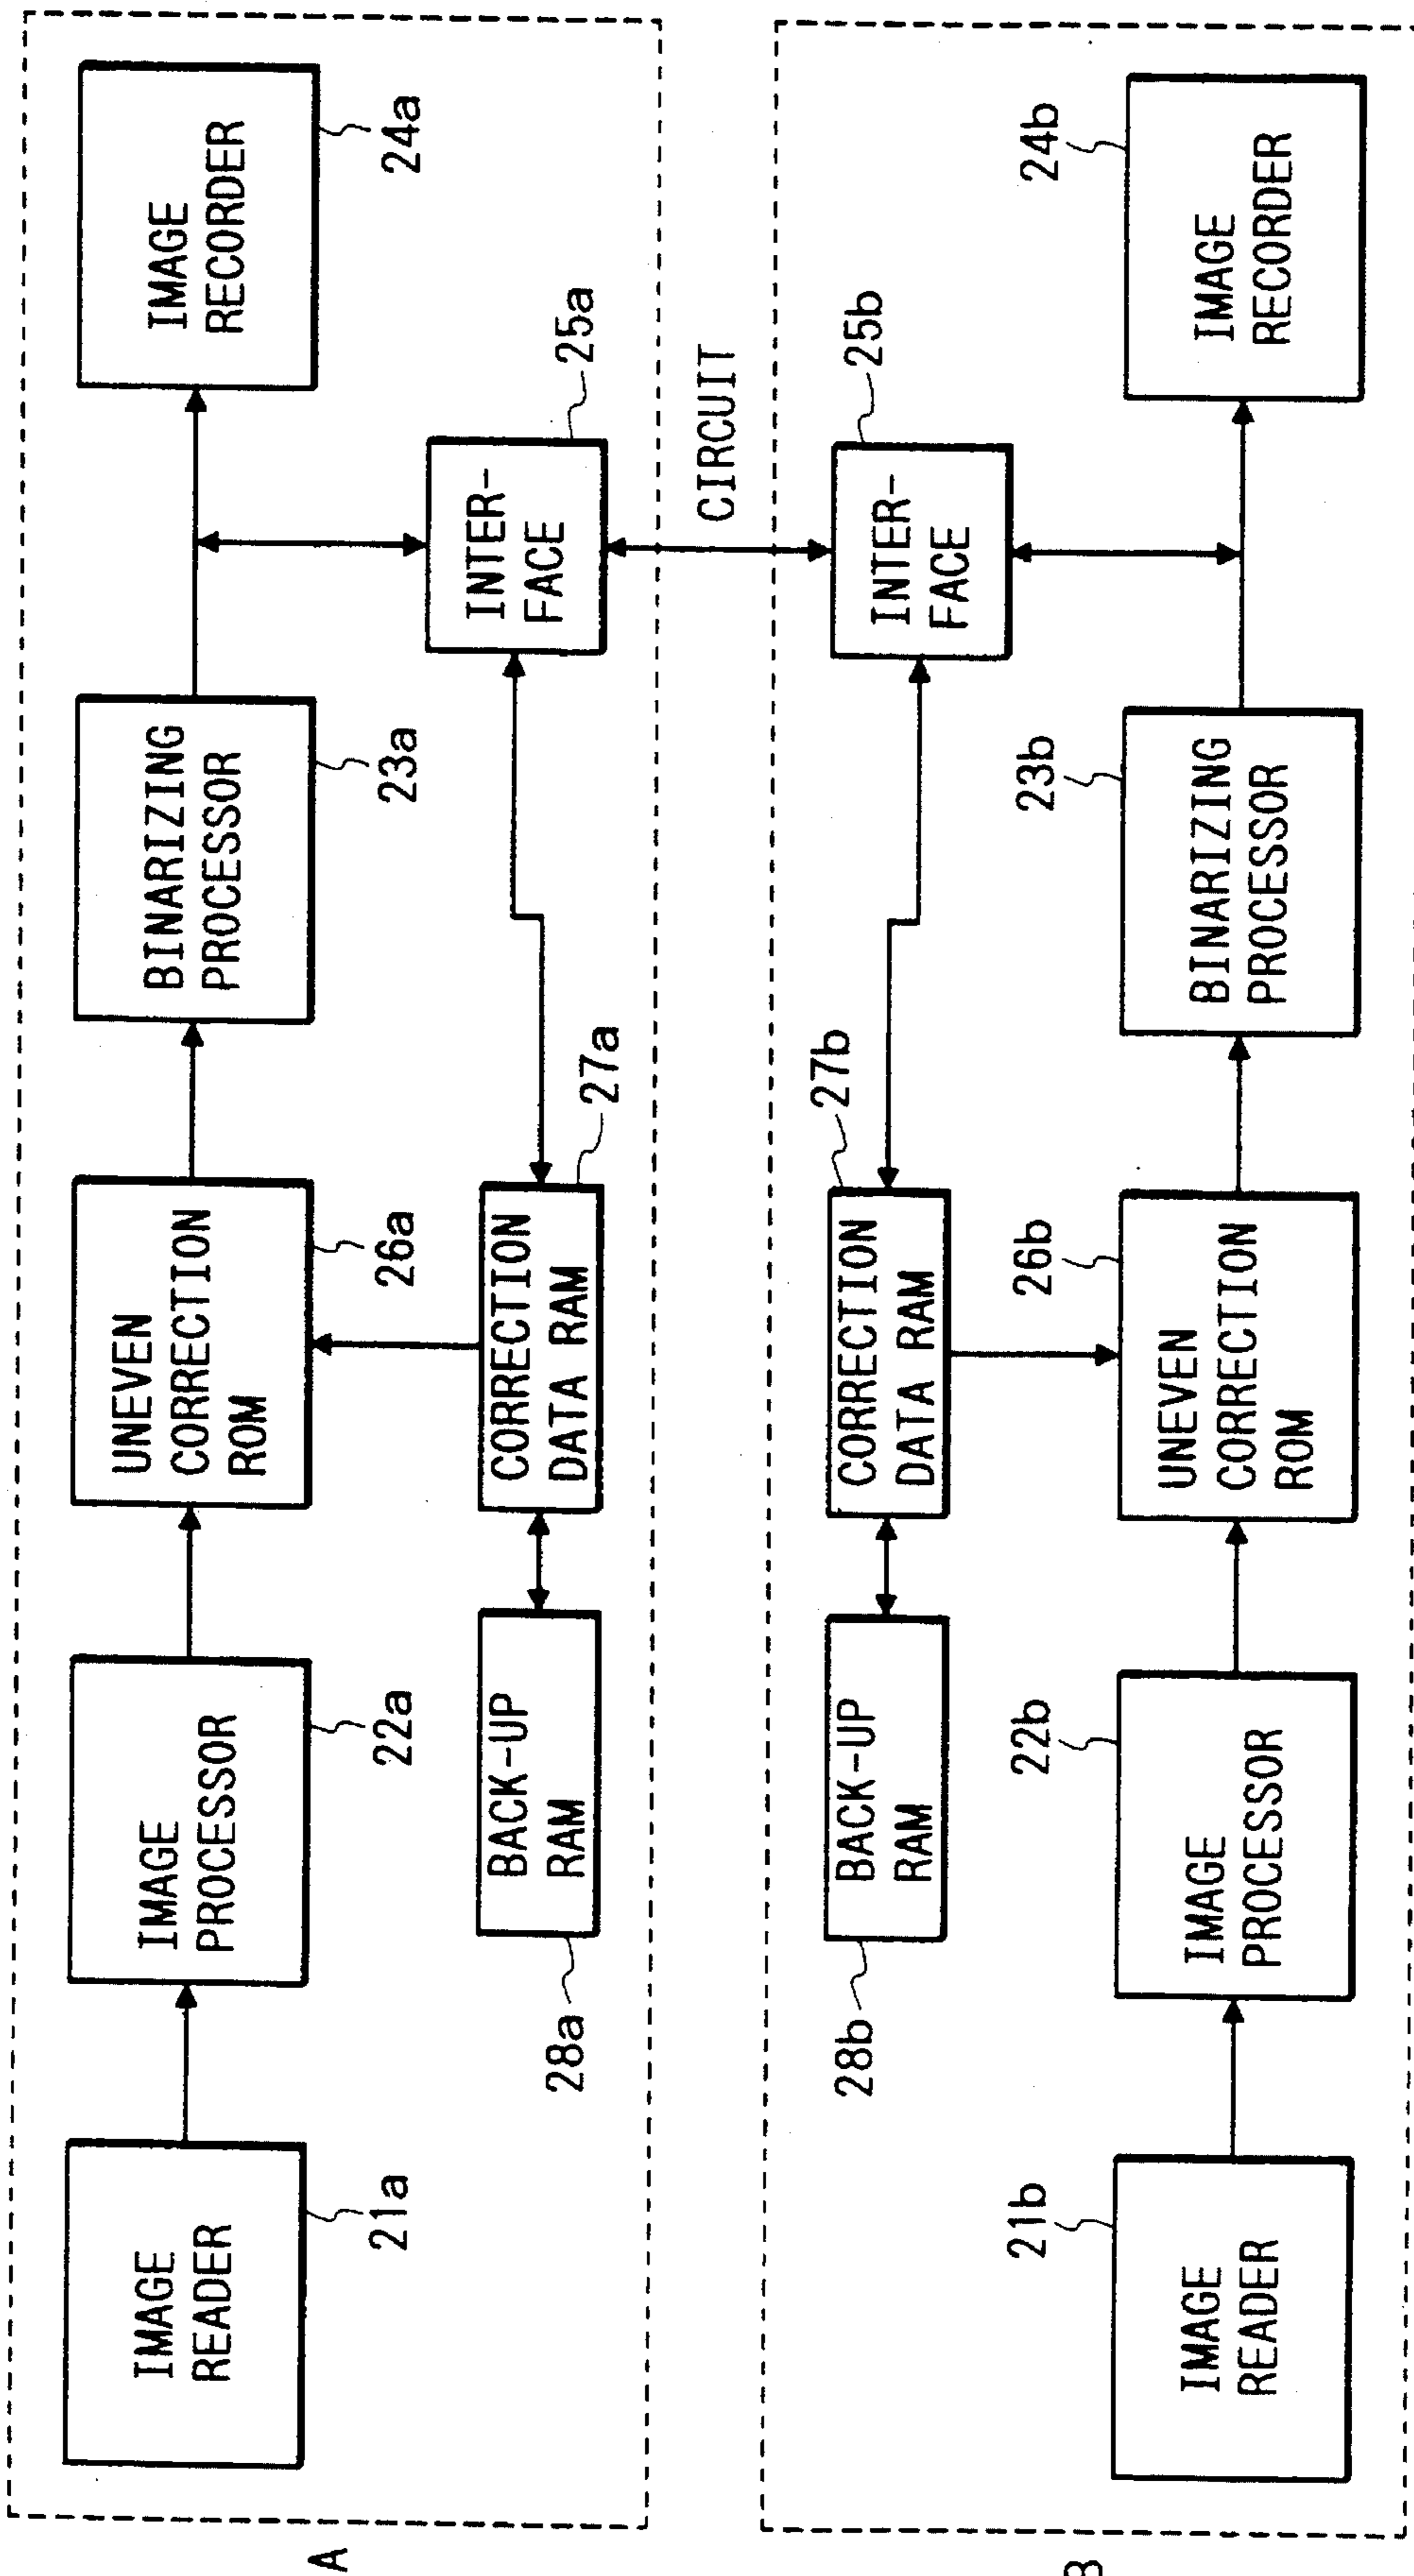 A
IMAGE
READER
21a
IMAGE
PROCESSOR
22a
UNEVEN
CORRECTION
ROM
26a
BINARIZING
PROCESSOR
23a
IMAGE
RECORDER
24a
BACK-UP
RAM
28a
CORRECTION
DATA RAM
27a
INTER-
FACE
25a
CIRCUIT
B
BACK-UP
RAM
28b
CORRECTION
DATA RAM
27b
INTER-
FACE
25b
IMAGE
READER
21b
IMAGE
PROCESSOR
22b
UNEVEN
CORRECTION
ROM
26b
BINARIZING
PROCESSOR
23b
IMAGE
RECORDER
24b